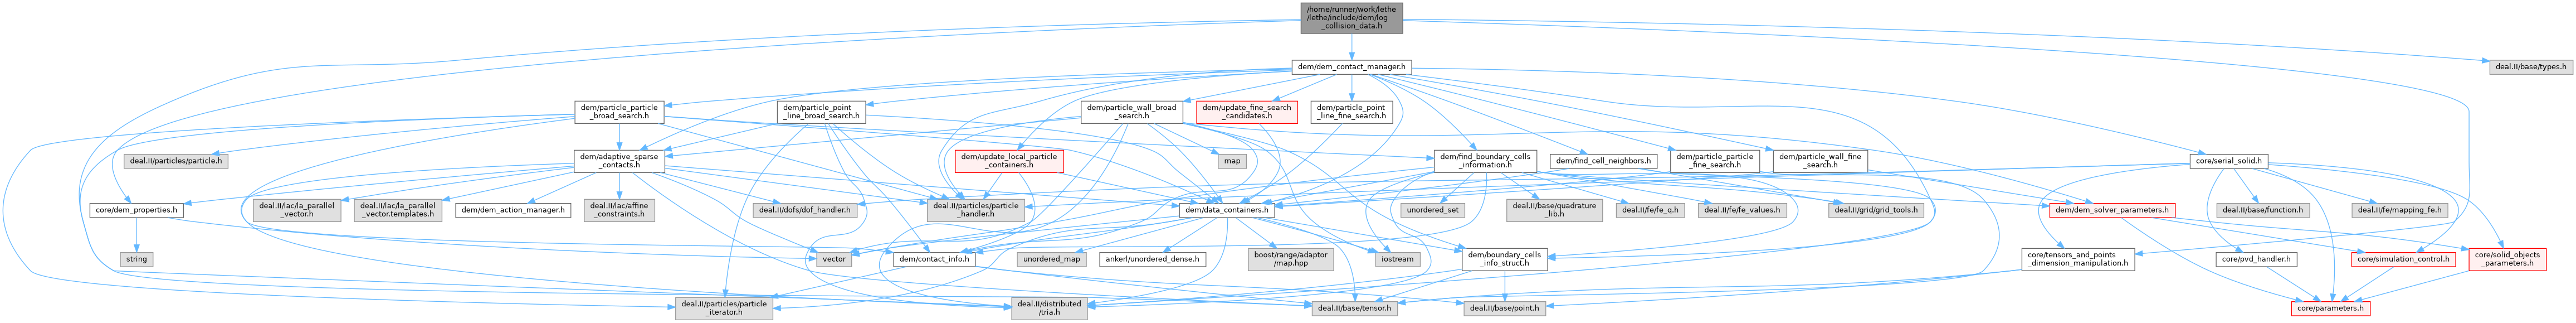 /home/runner/work/lethe
/lethe/include/dem/log
_collision_data.h
dem/dem_contact_manager.h
deal.II/base/types.h
dem/particle_particle
_broad_search.h
dem/particle_point
_line_broad_search.h
dem/particle_wall_broad
_search.h
dem/update_fine_search
_candidates.h
dem/particle_point
_line_fine_search.h
deal.II/particles/particle.h
dem/adaptive_sparse
_contacts.h
dem/update_local_particle
_containers.h
map
dem/find_boundary_cells
_information.h
dem/find_cell_neighbors.h
dem/particle_particle
_fine_search.h
dem/particle_wall_fine
_search.h
core/serial_solid.h
core/dem_properties.h
deal.II/lac/la_parallel
_vector.h
deal.II/lac/la_parallel
_vector.templates.h
dem/dem_action_manager.h
deal.II/lac/affine
_constraints.h
deal.II/dofs/dof_handler.h
deal.II/particles/particle
_handler.h
dem/data_containers.h
unordered_set
deal.II/base/quadrature
_lib.h
deal.II/fe/fe_q.h
deal.II/fe/fe_values.h
deal.II/grid/grid_tools.h
dem/dem_solver_parameters.h
deal.II/base/function.h
deal.II/fe/mapping_fe.h
string
vector
dem/contact_info.h
unordered_map
ankerl/unordered_dense.h
boost/range/adaptor
/map.hpp
iostream
dem/boundary_cells
_info_struct.h
core/tensors_and_points
_dimension_manipulation.h
core/pvd_handler.h
core/simulation_control.h
core/solid_objects
_parameters.h
deal.II/particles/particle
_iterator.h
deal.II/distributed
/tria.h
deal.II/base/tensor.h
deal.II/base/point.h
core/parameters.h